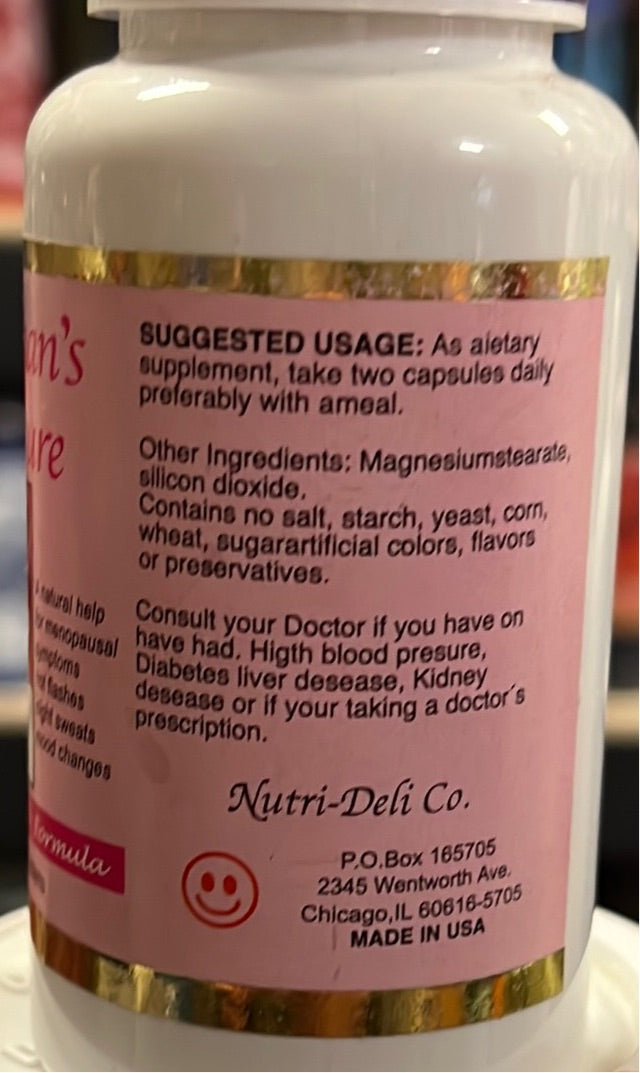 an's
ure
natural help
menopausal
flashes
sweats
changes
formula
SUGGESTED USAGE: As aietary
supplement, take two capsules daily
preferably with ameal.
Other Ingredients: Magnesiumstearate,
silicon dioxide.
Contains no salt, starch, yeast, corn,
wheat, sugarartificial colors, flavors
or preservatives.
Consult your Doctor if you have on
have had. Higth blood presure,
Diabetes liver desease, Kidney
desease or if your taking a doctor´s
prescription.
Nutri-Deli Co.
P.O.Box 165705
2345 Wentworth Ave.
Chicago,IL 60616-5705
MADE IN USA